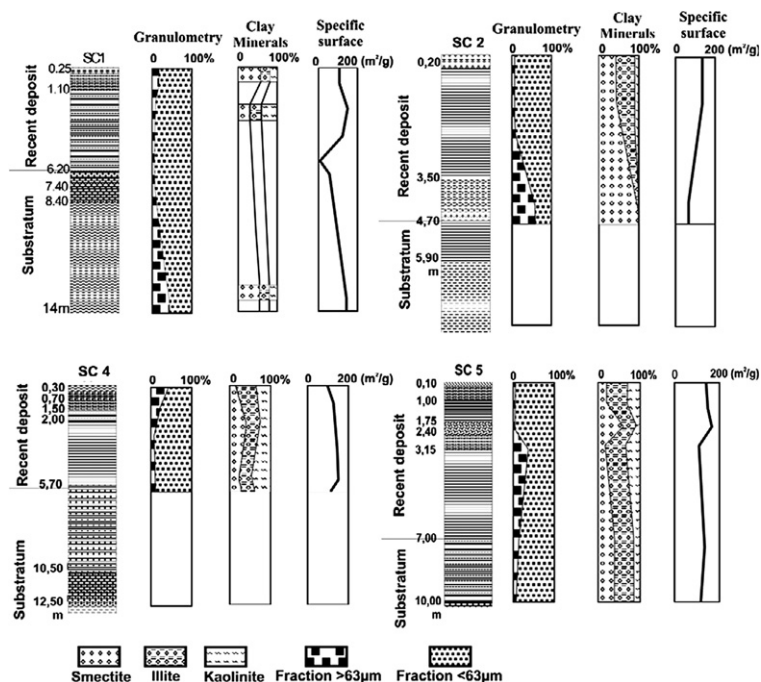 SC1
Granulometry
0 100%
Clay
Minerals
0 100%
Specific
surface
0 200 (m²/g)
Recent deposit
Substratum
0.25
1.10
6.20
7.40
8.40
14m
SC 2
Granulometry
0 100%
Clay
Minerals
0 100%
Specific
surface
0 200 (m²/g)
Recent deposit
Substratum
0,20
3,50
4,70
5,90
m
SC 4
0 100%
0 100%
0 200 (m²/g)
Recent deposit
Substratum
0,30
0,70
1,50
2,00
5,70
10,50
12,50
m
SC 5
0 100%
0 100%
0 200 (m²/g)
Recent deposit
Substratum
0,10
1,00
1,75
2,40
3,15
7,00
10,00
m
Smectite Illite Kaolinite Fraction >63µm Fraction <63µm